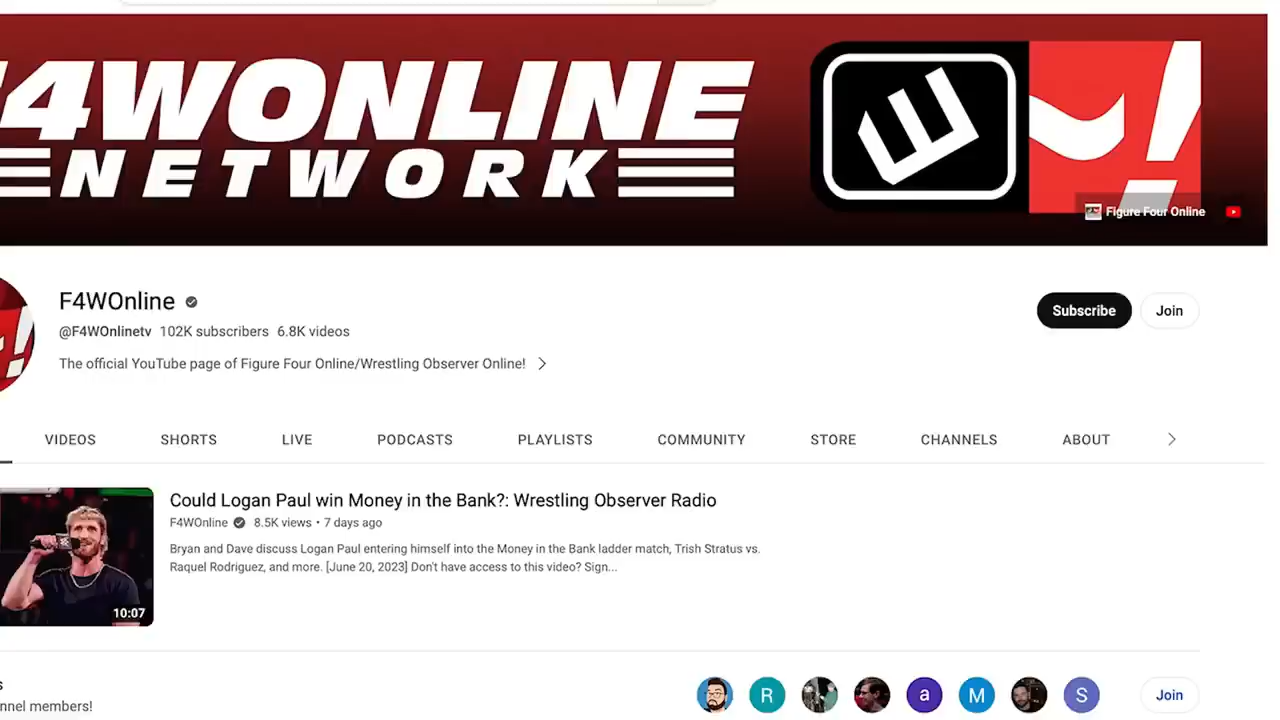 4WONLINE
NETWORK
Figure Four Online
F4WOnline
@F4WOnlinetv 102K subscribers 6.8K videos
The official YouTube page of Figure Four Online/Wrestling Observer Online!
Subscribe
Join
VIDEOS
SHORTS
LIVE
PODCASTS
PLAYLISTS
COMMUNITY
STORE
CHANNELS
ABOUT
Could Logan Paul win Money in the Bank?: Wrestling Observer Radio
F4WOnline 8.5K views • 7 days ago
Bryan and Dave discuss Logan Paul entering himself into the Money in the Bank ladder match, Trish Stratus vs.
Raquel Rodriguez, and more. [June 20, 2023] Don't have access to this video? Sign...
10:07
s
nnel members!
R
a
M
S
Join